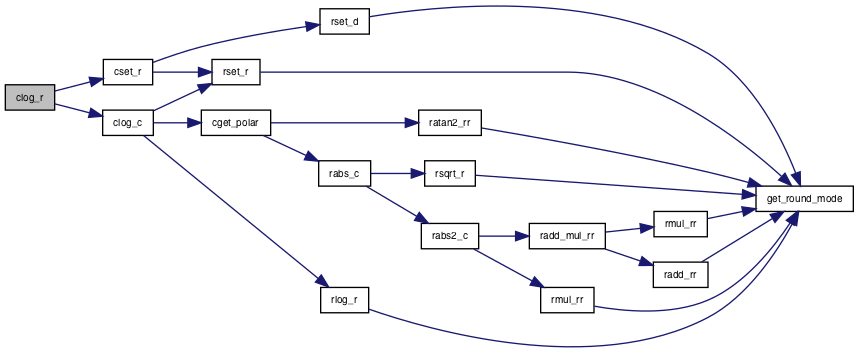 rset_d
cset_r
rset_r
clog_r
clog_c
cget_polar
ratan2_rr
rabs_c
rsqrt_r
get_round_mode
rmul_rr
rabs2_c
radd_mul_rr
radd_rr
rlog_r
rmul_rr